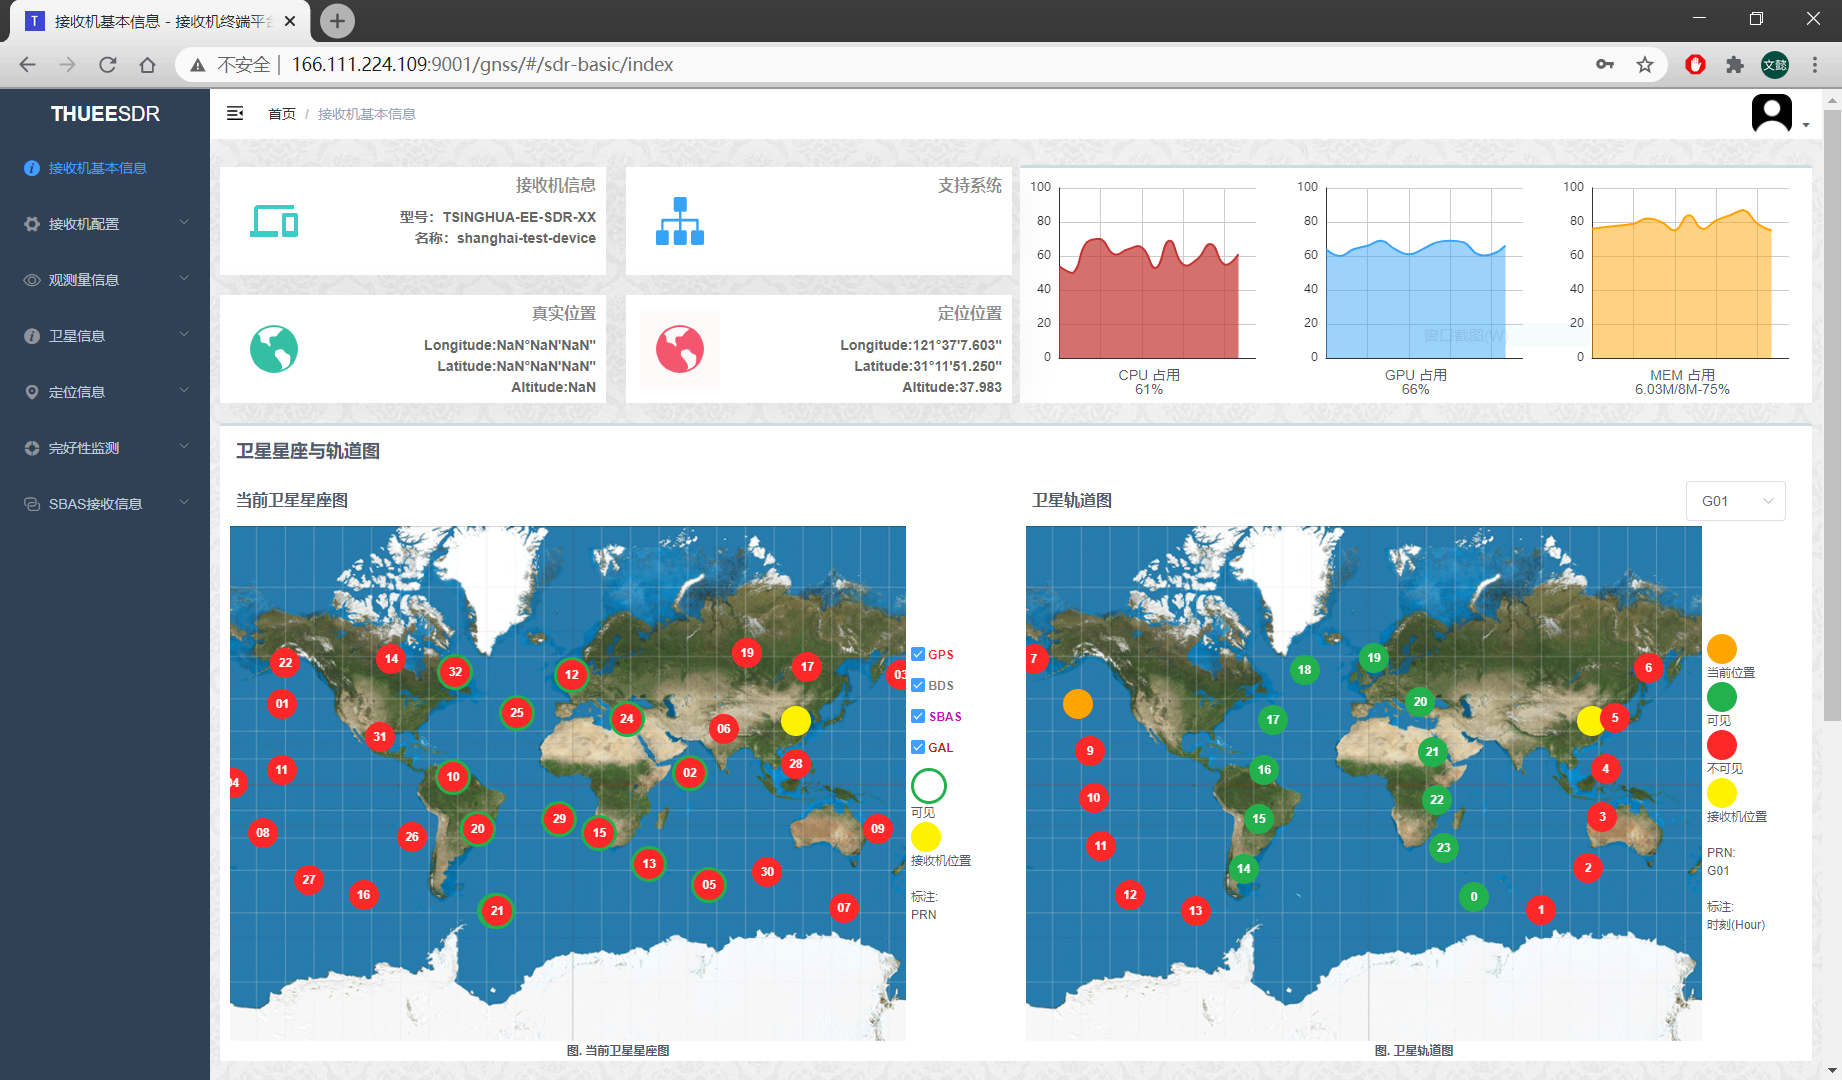 T 接收机基本信息 - 接收机终端平台
不安全 | 166.111.224.109:9001/gnss/#/sdr-basic/index
文懿
THUEESDR
首页 / 接收机基本信息
接收机基本信息
接收机配置
观测量信息
卫星信息
定位信息
完好性监测
SBAS接收信息
接收机信息
型号：TSINGHUA-EE-SDR-XX
名称：shanghai-test-device
支持系统
真实位置
Longitude:NaN°NaN'NaN"
Latitude:NaN°NaN'NaN"
Altitude:NaN
定位位置
Longitude:121°37'7.603"
Latitude:31°11'51.250"
Altitude:37.983
100
80
60
40
20
0
CPU 占用
61%
100
80
60
40
20
0
GPU 占用
66%
窗口截图(W)
100
80
60
40
20
0
MEM 占用
6.03M/8M-75%
卫星星座与轨道图
当前卫星星座图
22
14
32
12
19
17
03
01
25
24
06
31
11
04
10
02
28
08
26
20
29
15
09
27
16
13
05
30
21
07
GPS
BDS
SBAS
GAL
可见
接收机位置
标注:
PRN
图. 当前卫星星座图
卫星轨道图
G01
7
18
19
6
17
20
5
9
16
21
4
10
15
22
3
11
14
23
2
12
13
0
1
当前位置
可见
不可见
接收机位置
PRN:
G01
标注:
时刻(Hour)
图. 卫星轨道图